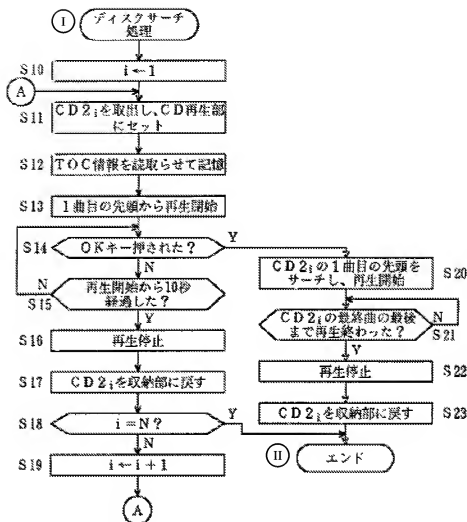 I
ディスクサーチ
処理
S10
i←1
A
S11
CD2iを取出し、CD再生部
にセット
S12
TOC情報を読取らせて記憶
S13
1曲目の先頭から再生開始
S14
OKキー押された?
Y
N
N
S15
再生開始から10秒
経過した?
Y
S16
再生停止
S17
CD2iを収納部に戻す
S18
i=N?
Y
N
S19
i←i+1
A
CD2iの1曲目の先頭を
サーチし、再生開始
S20
CD2iの最終曲の最後
まで再生終わった?
N
S21
Y
再生停止
S22
CD2iを収納部に戻す
S23
II
エンド